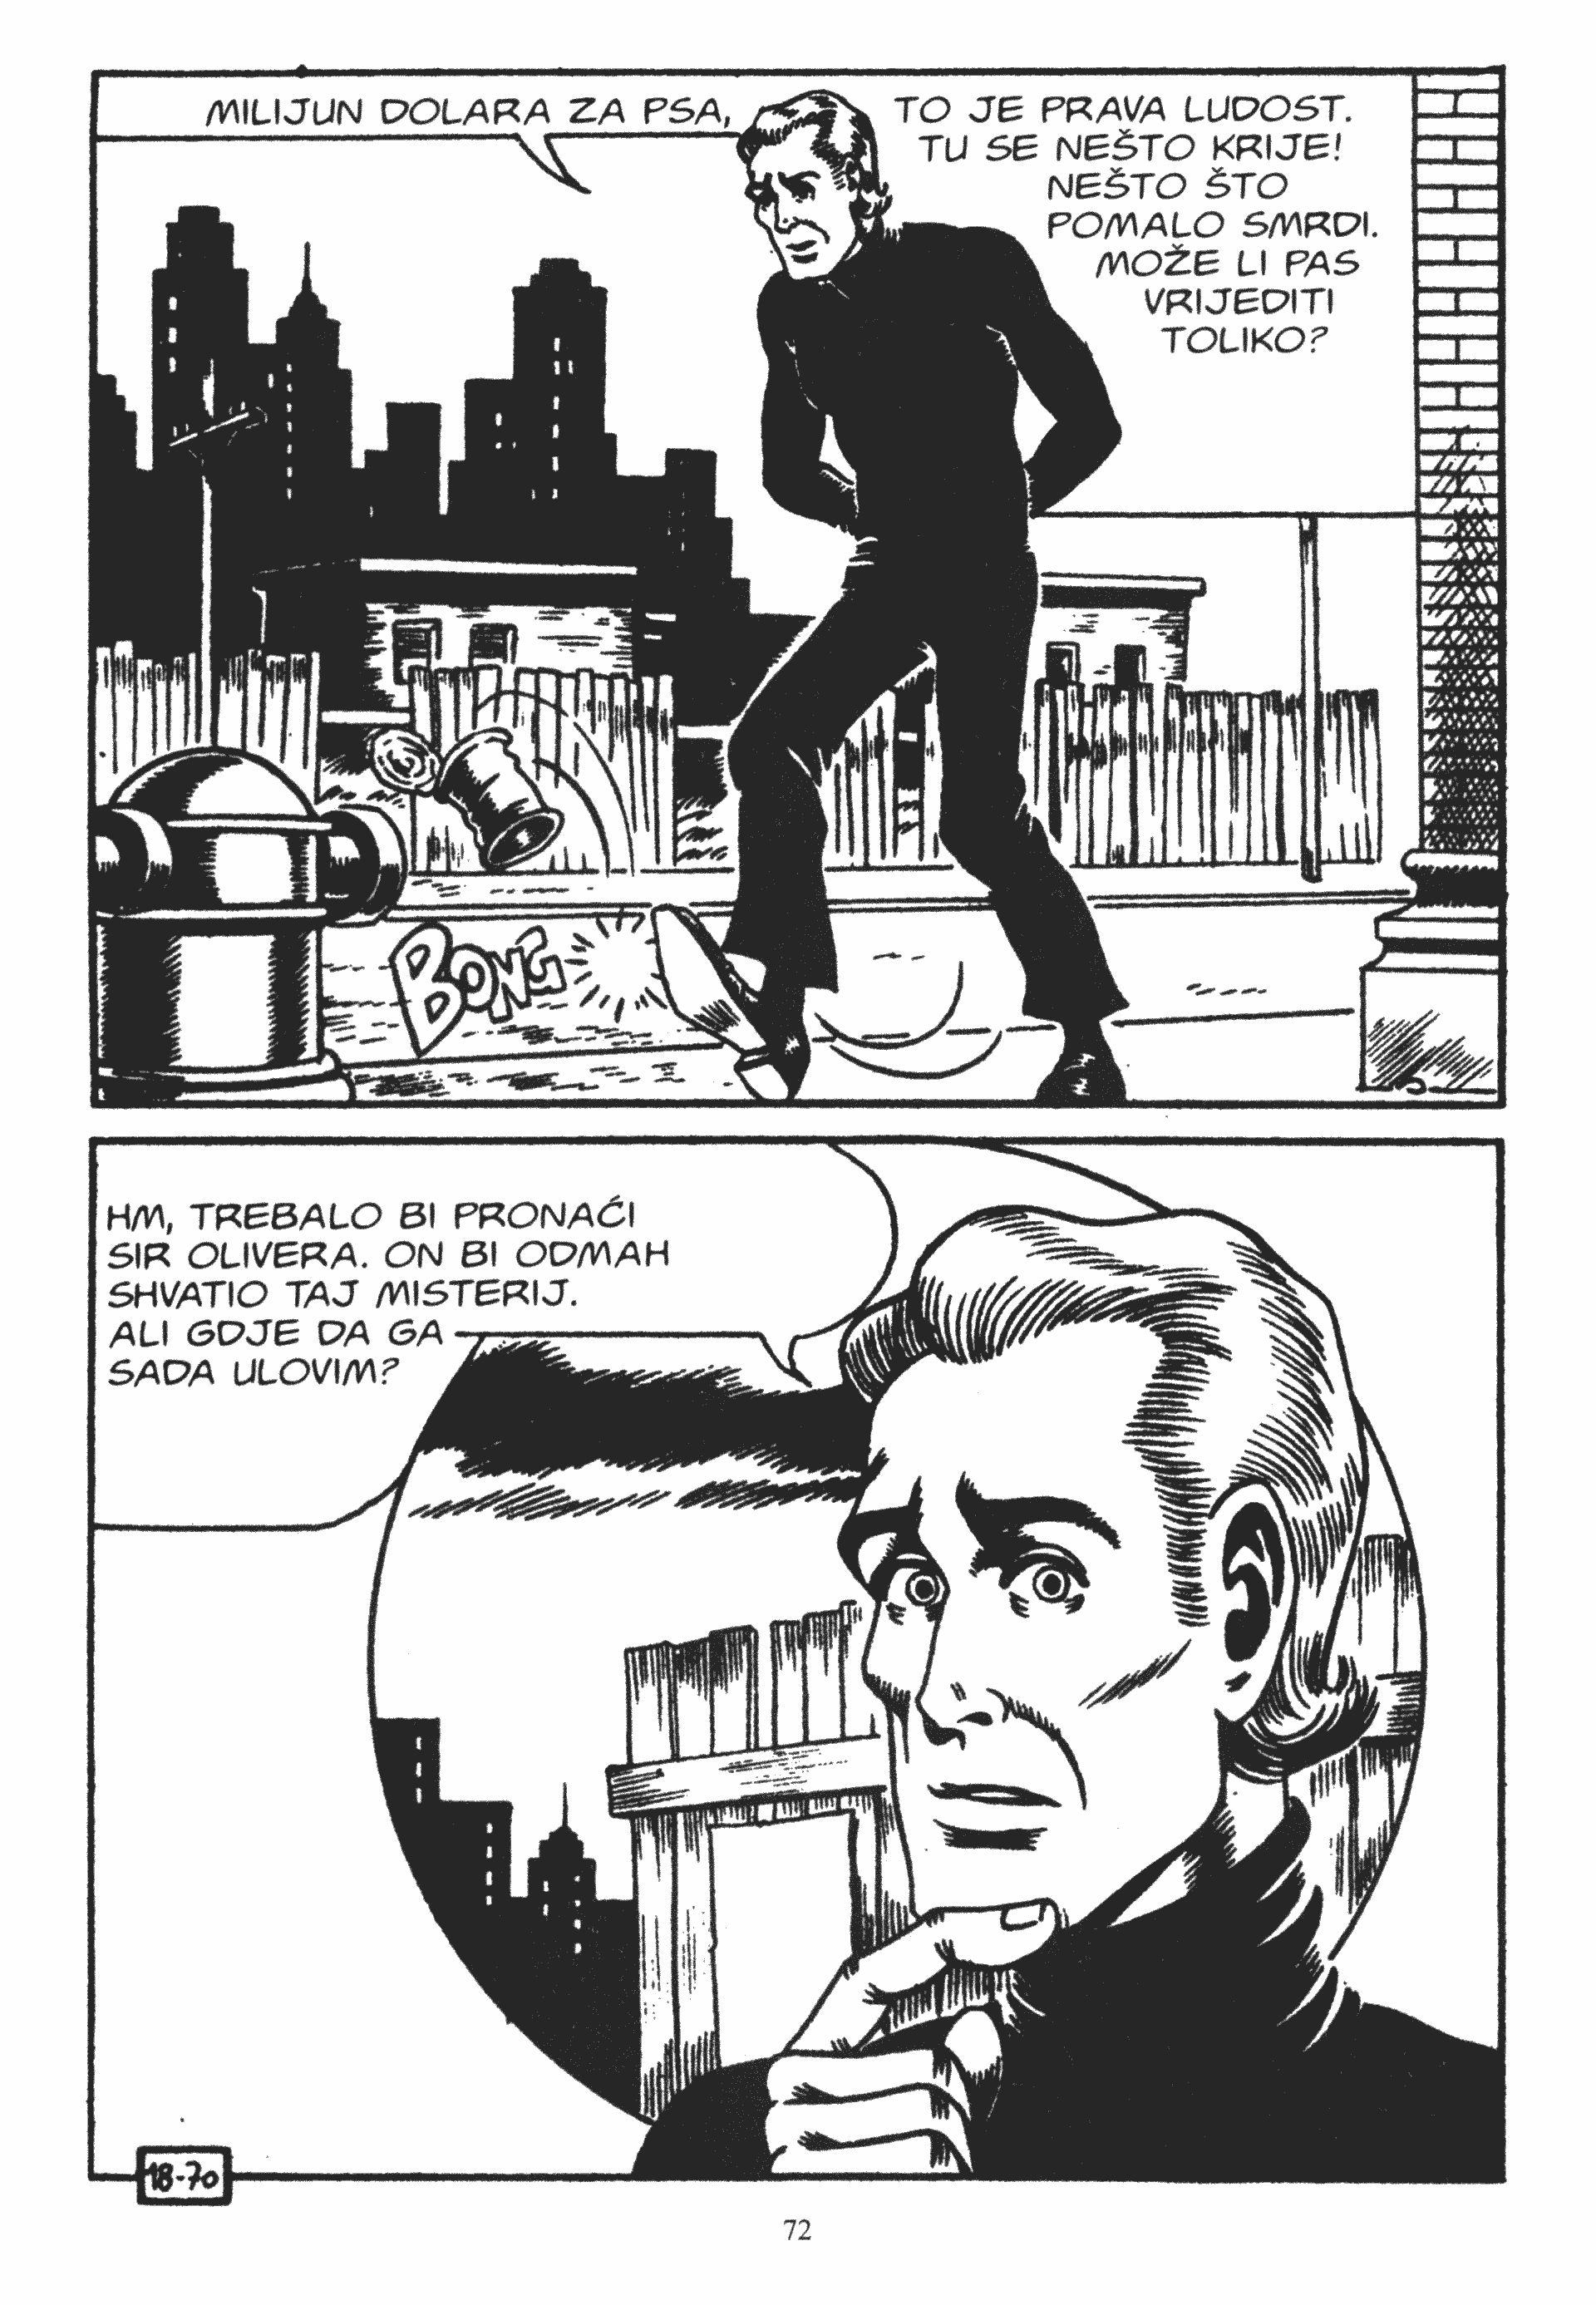 MILIJUN DOLARA ZA PSA,
TO JE PRAVA LUDOST.
TU SE NEŠTO KRIJE!
NEŠTO ŠTO
POMALO SMRDI.
MOŽE LI PAS
VRIJEDITI
TOLIKO?
BONG
HM, TREBALO BI PRONAĆI
SIR OLIVERA. ON BI ODMAH
SHVATIO TAJ MISTERIJ.
ALI GDJE DA GA
SADA ULOVIM?
18-70
72